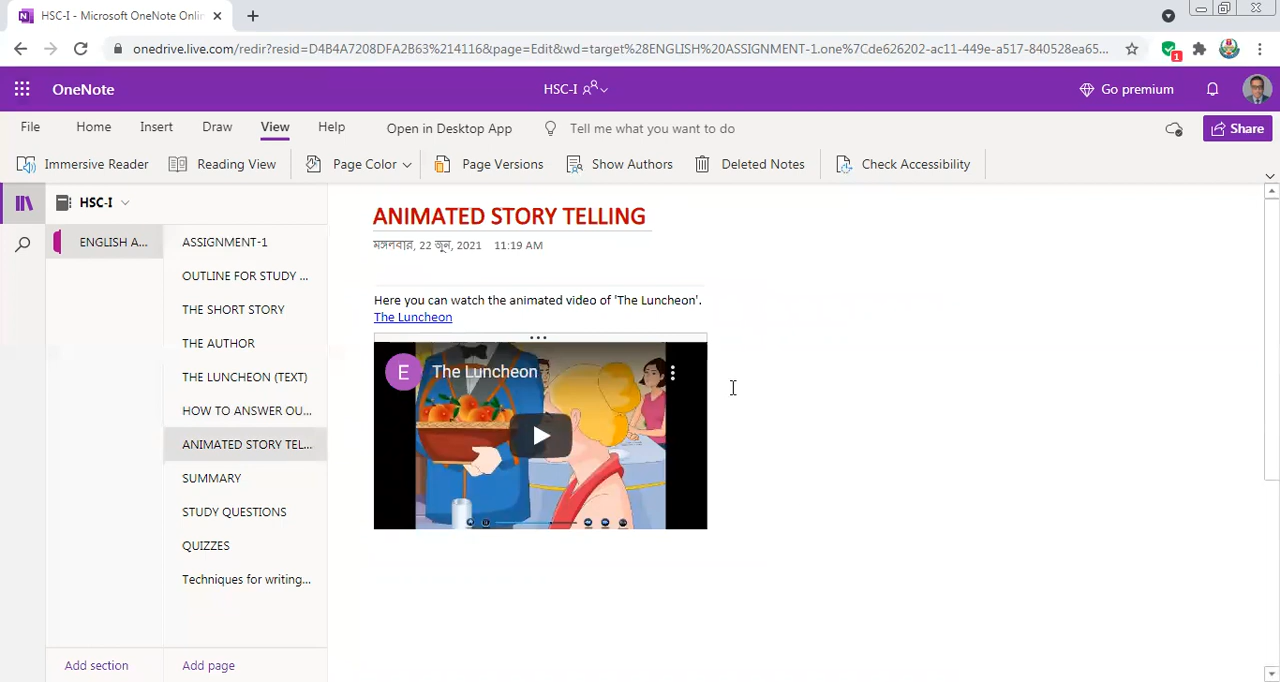 HSC-I - Microsoft OneNote Onlin
onedrive.live.com/redir?resid=D4B4A7208DFA2B63%214116&page=Edit&wd=target%28ENGLISH%20ASSIGNMENT-1.one%7Cde626202-ac11-449e-a517-840528ea65...
1
OneNote
HSC-I
Go premium
File
Home
Insert
Draw
View
Help
Open in Desktop App
Tell me what you want to do
Share
Immersive Reader
Reading View
Page Color
Page Versions
Show Authors
Deleted Notes
Check Accessibility
HSC-I
ENGLISH A...
ASSIGNMENT-1
OUTLINE FOR STUDY ...
THE SHORT STORY
THE AUTHOR
THE LUNCHEON (TEXT)
HOW TO ANSWER OU...
ANIMATED STORY TEL...
SUMMARY
STUDY QUESTIONS
QUIZZES
Techniques for writing...
Add section
Add page
ANIMATED STORY TELLING
মঙ্গলবার, 22 জুন, 2021 11:19 AM
Here you can watch the animated video of 'The Luncheon'.
The Luncheon
E
The Luncheon